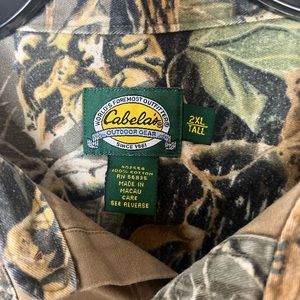 WORLD'S FOREMOST OUTFITTER
Cabela's
OUTDOOR GEAR
SINCE 1961
2XL
TALL
100% COTTON
RN 56835
MADE IN
MACAU
CARE
SEE REVERSE